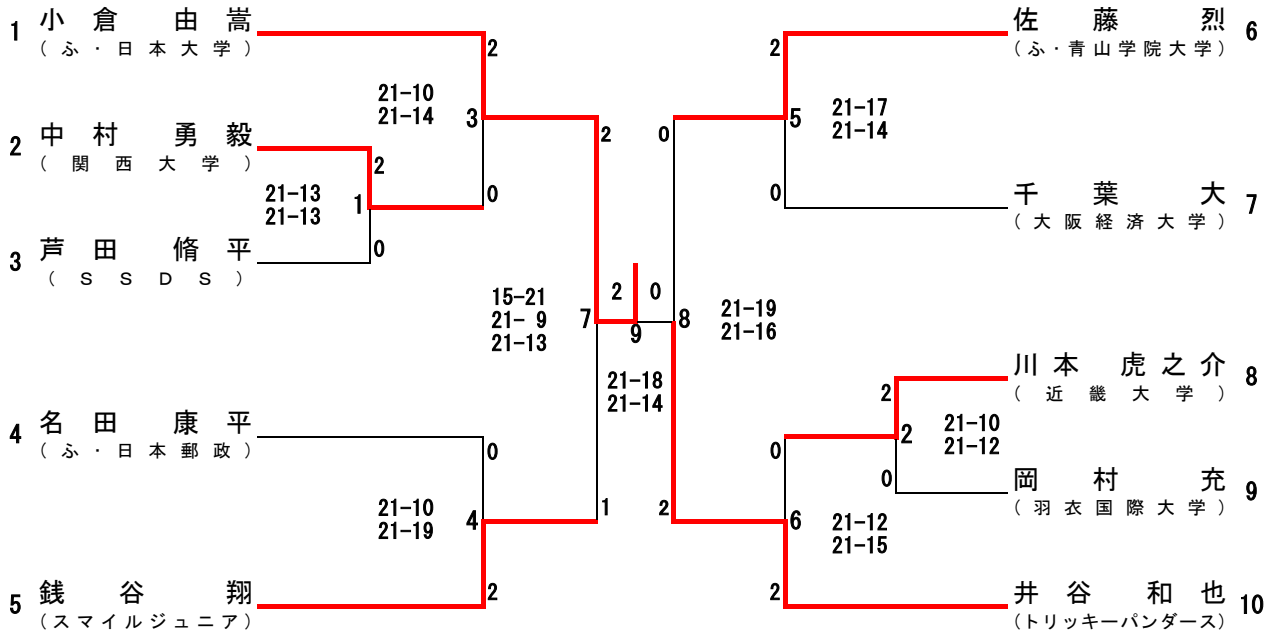 1 小倉 由嵩
(ふ・日本大学)
2
21-10
21-14
3
2 中村 勇毅
(関西大学)
2
21-13
21-13
1
0
3 芦田 脩平
(SSDS)
0
2
15-21
21- 9
21-13
7
4 名田 康平
(ふ・日本郵政)
0
21-10
21-19
4
1
5 銭谷 翔
(スマイルジュニア)
2
2 0
9
21-18
21-14
佐藤 烈 6
(ふ・青山学院大学)
2
5
21-17
21-14
0
0
千葉 大 7
(大阪経済大学)
8
21-19
21-16
川本 虎之介 8
(近畿大学)
2
2
21-10
21-12
0
0
岡村 充 9
(羽衣国際大学)
2
6
21-12
21-15
2
井谷 和也 10
(トリッキーパンダース)